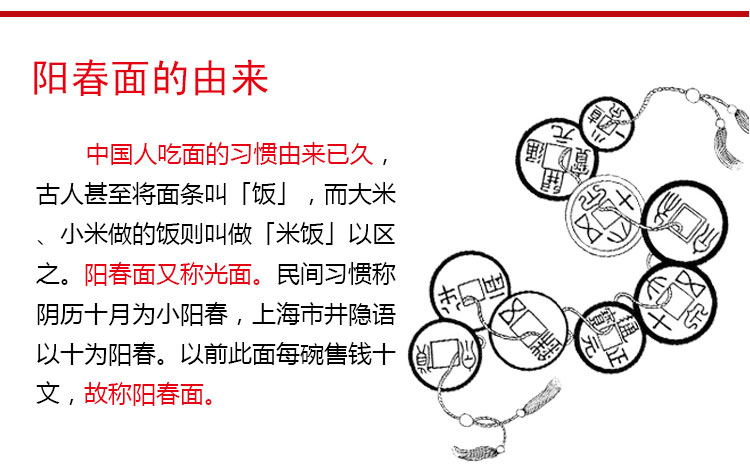 阳春面的由来
中国人吃面的习惯由来已久，
古人甚至将面条叫「饭」，而大米
、小米做的饭则叫做「米饭」以区
之。阳春面又称光面。民间习惯称
阴历十月为小阳春，上海市井隐语
以十为阳春。以前此面每碗售钱十
文，故称阳春面。